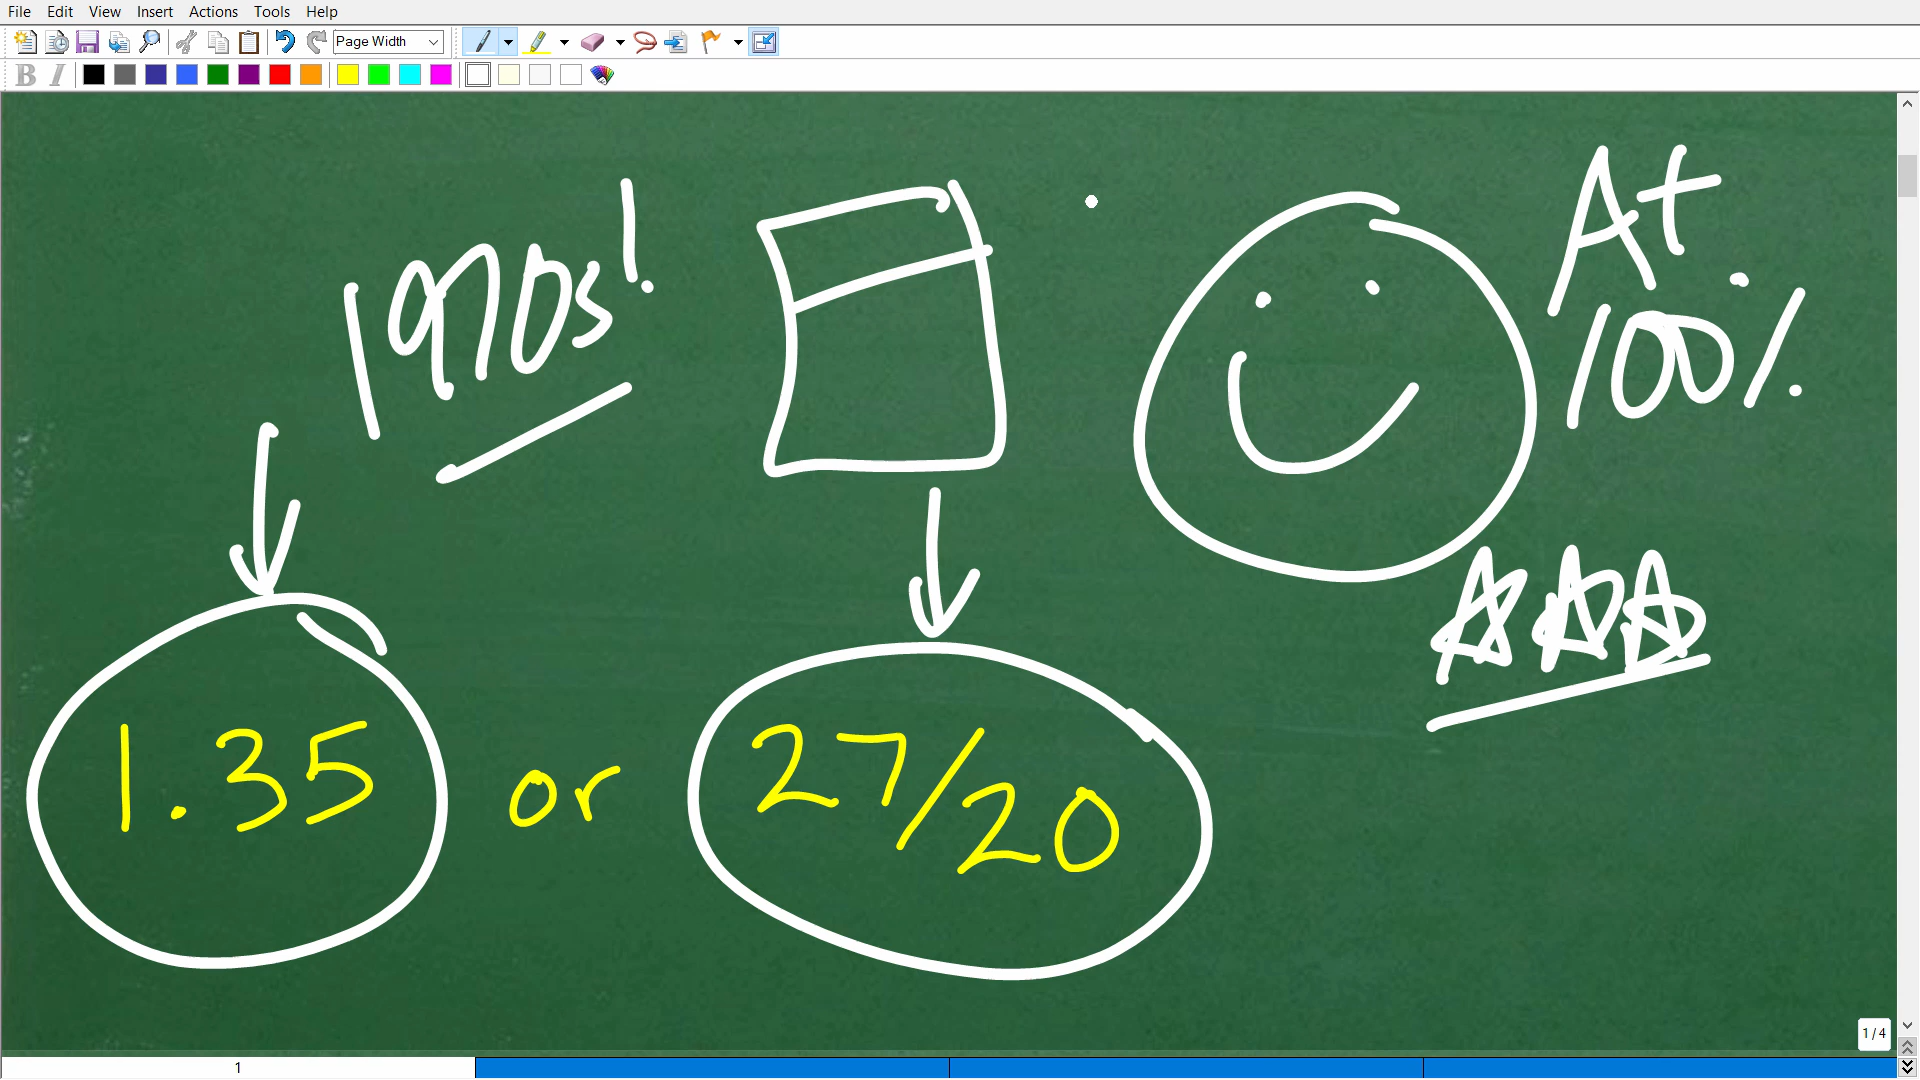 File Edit View Insert Actions Tools Help
Page Width
B I
1970s!
A+
100%
1.35 or 27/20
1/4
1